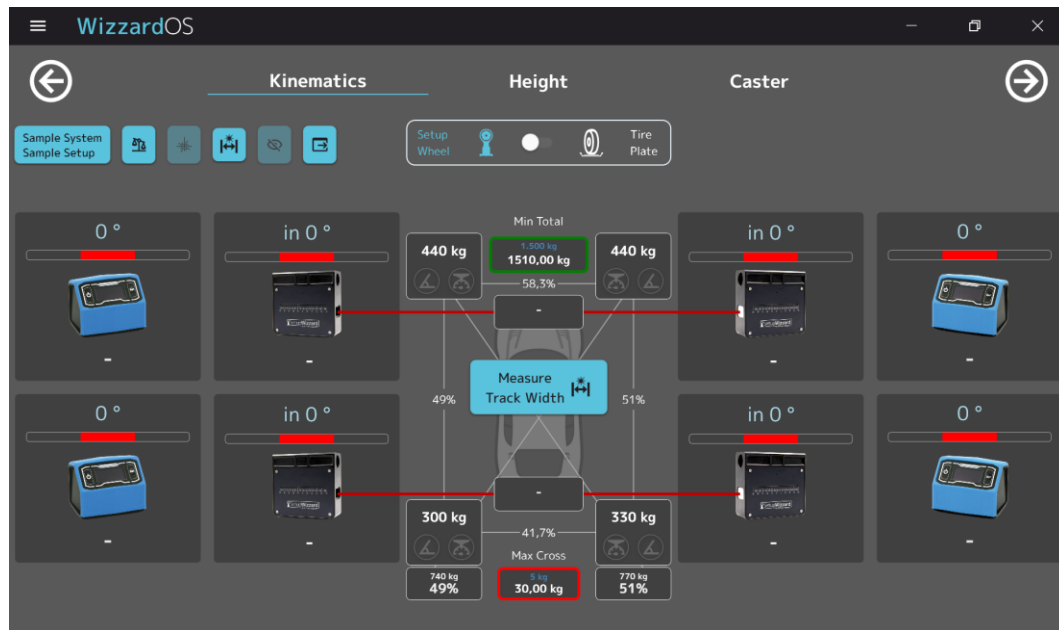 WizzardOS
Kinematics
Height
Caster
Sample System
Sample Setup
Setup
Wheel
Tire
Plate
0 °
in 0 °
Min Total
1.500 kg
1510,00 kg
440 kg
440 kg
58,3%
in 0 °
0 °
-
-
-
-
-
Measure
Track Width
49%
51%
0 °
in 0 °
in 0 °
0 °
-
300 kg
330 kg
41,7%
-
-
-
-
Max Cross
5 kg
30,00 kg
740 kg
49%
770 kg
51%